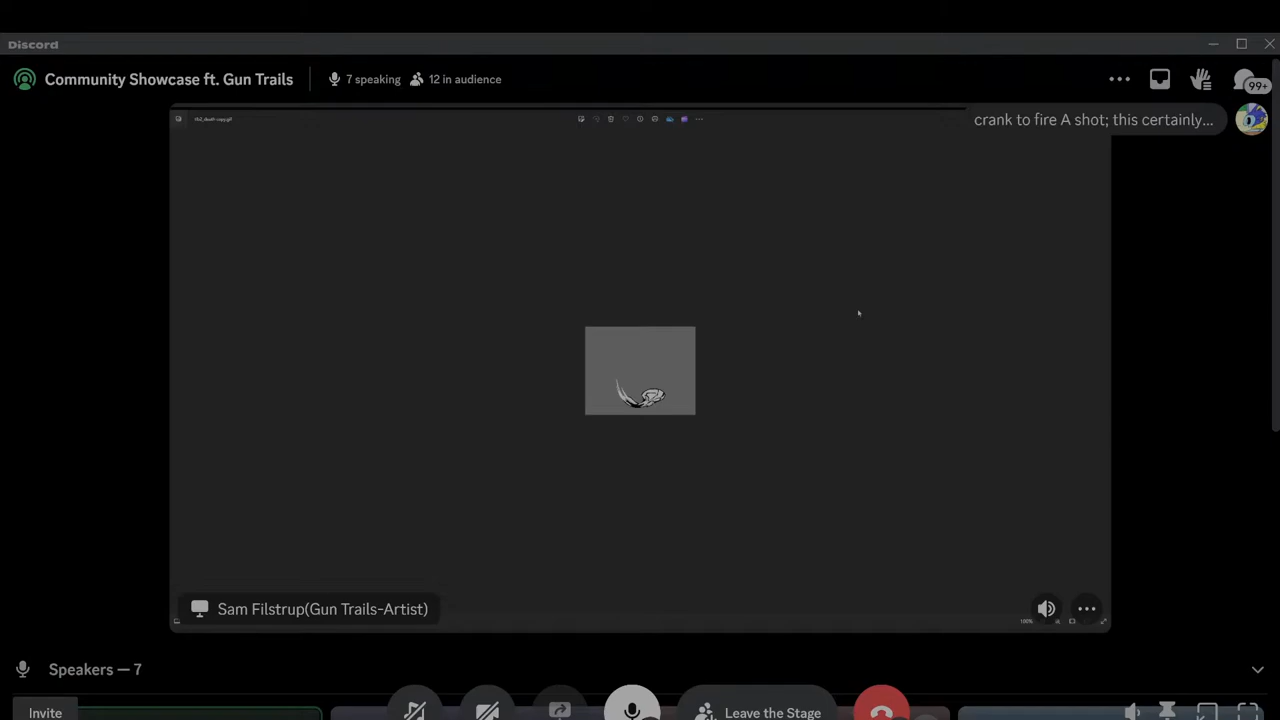 Discord
Community Showcase ft. Gun Trails
7 speaking
12 in audience
99+
crank to fire A shot; this certainly...
Sam Filstrup(Gun Trails-Artist)
100%
Speakers — 7
Invite
Leave the Stage